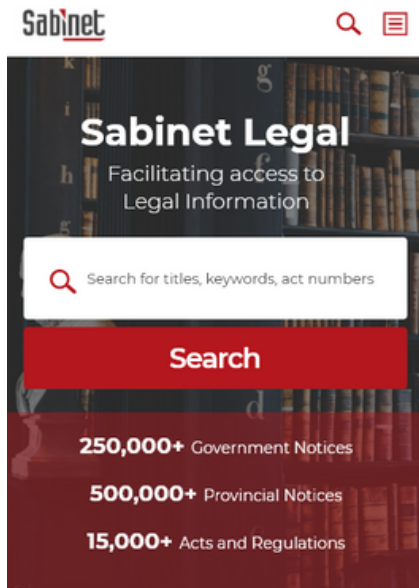 Sabinet
Sabinet Legal
Facilitating access to
Legal Information
Search for titles, keywords, act numbers
Search
250,000+ Government Notices
500,000+ Provincial Notices
15,000+ Acts and Regulations
k
g
i
h
f
d